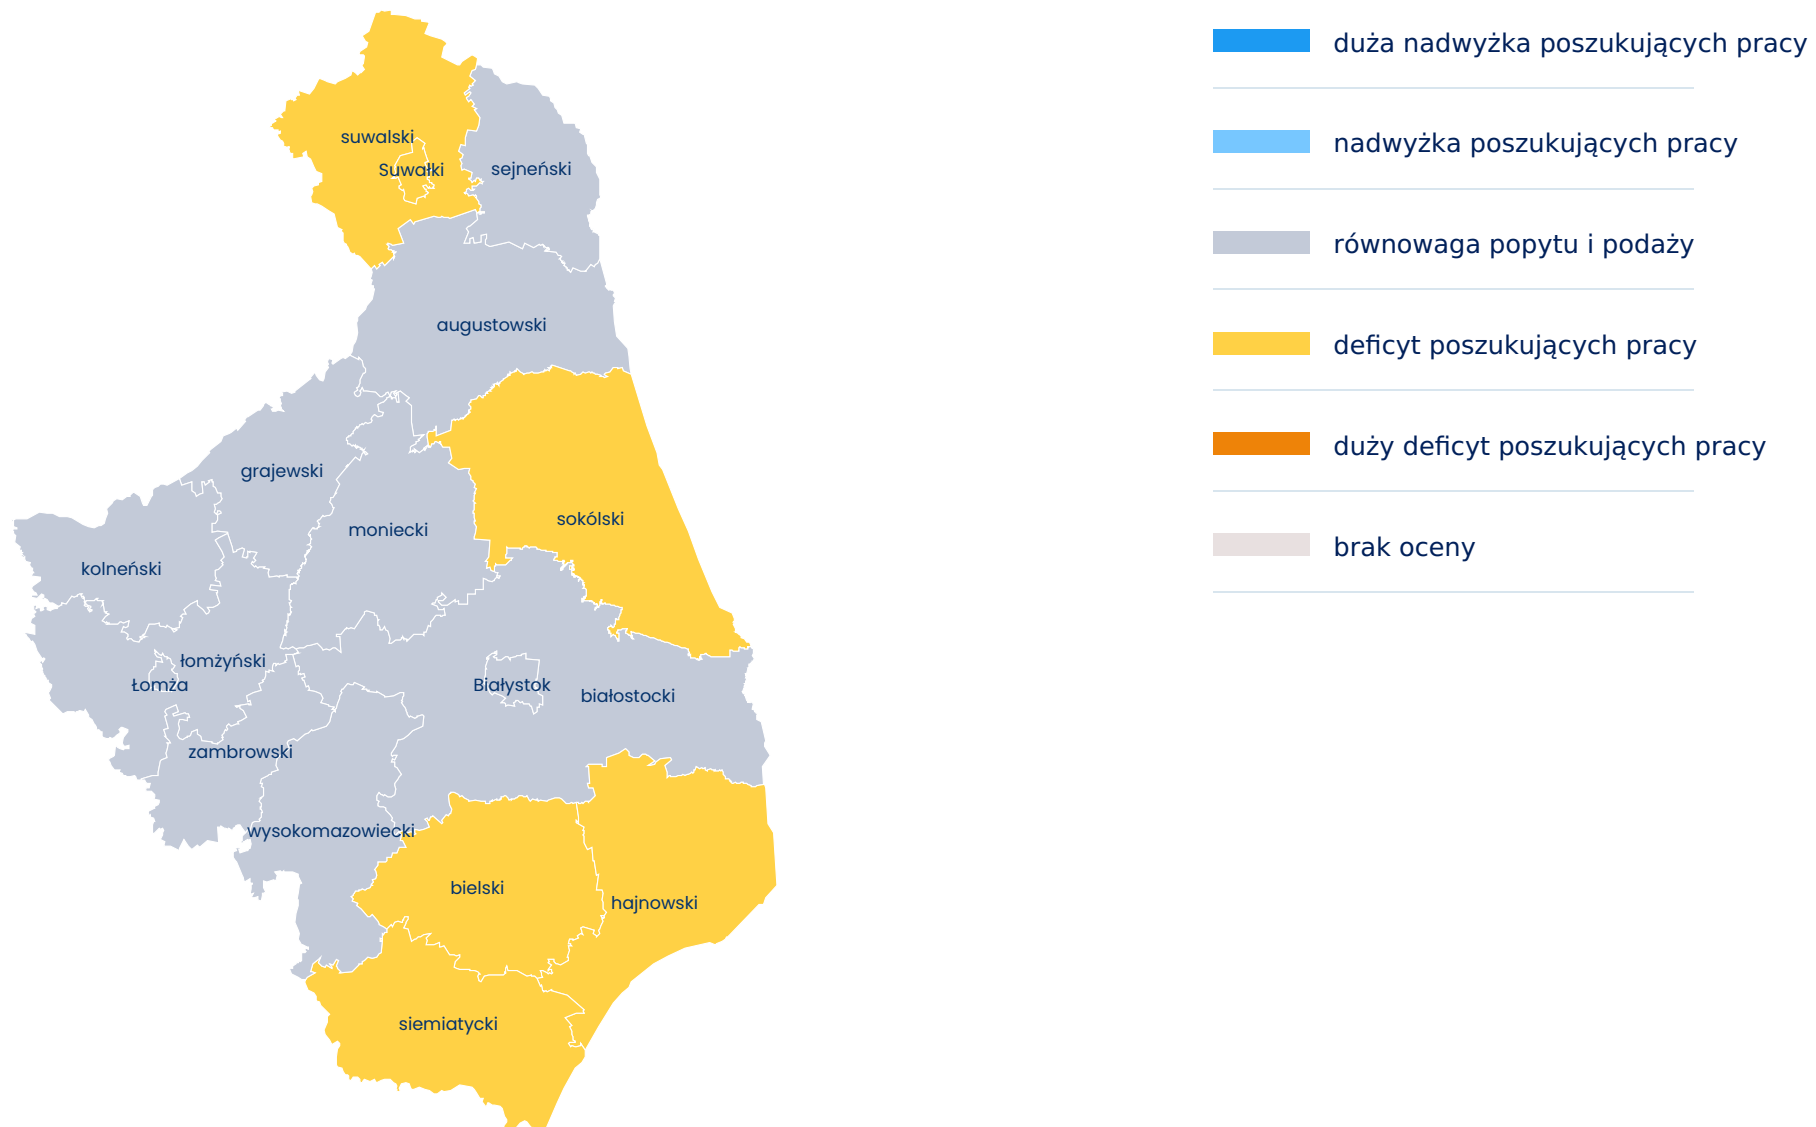 suwalski
Suwałki
sejneński
augustowski
grajewski
moniecki
sokólski
kolneński
łomżyński
Łomża
Białystok
białostocki
zambrowski
wysokomazowiecki
bielski
hajnowski
siemiatycki
duża nadwyżka poszukujących pracy
nadwyżka poszukujących pracy
równowaga popytu i podaży
deficyt poszukujących pracy
duży deficyt poszukujących pracy
brak oceny